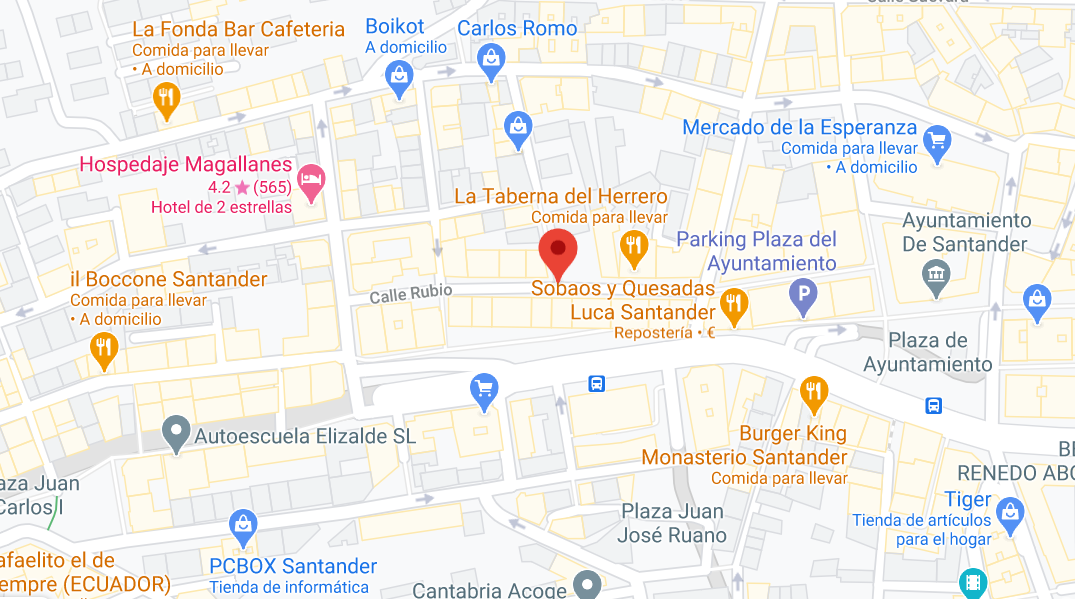 Calle Guevara
La Fonda Bar Cafeteria
Comida para llevar
• A domicilio
Boikot
A domicilio
Carlos Romo
Mercado de la Esperanza
Comida para llevar
• A domicilio
Hospedaje Magallanes
4.2 ★ (565)
Hotel de 2 estrellas
La Taberna del Herrero
Comida para llevar
Ayuntamiento
De Santander
Parking Plaza del
Ayuntamiento
P
il Boccone Santander
Comida para llevar
• A domicilio
Calle Rubio
Sobaos y Quesadas
Luca Santander
Repostería • €
Plaza de
Ayuntamiento
Autoescuela Elizalde SL
Burger King
Monasterio Santander
Comida para llevar
BE
RENEDO ABO
aza Juan
Carlos I
Tiger
Tienda de artículos
para el hogar
Plaza Juan
José Ruano
afaelito el de
empre (ECUADOR)
PCBOX Santander
Tienda de informática
Cantabria Acoge